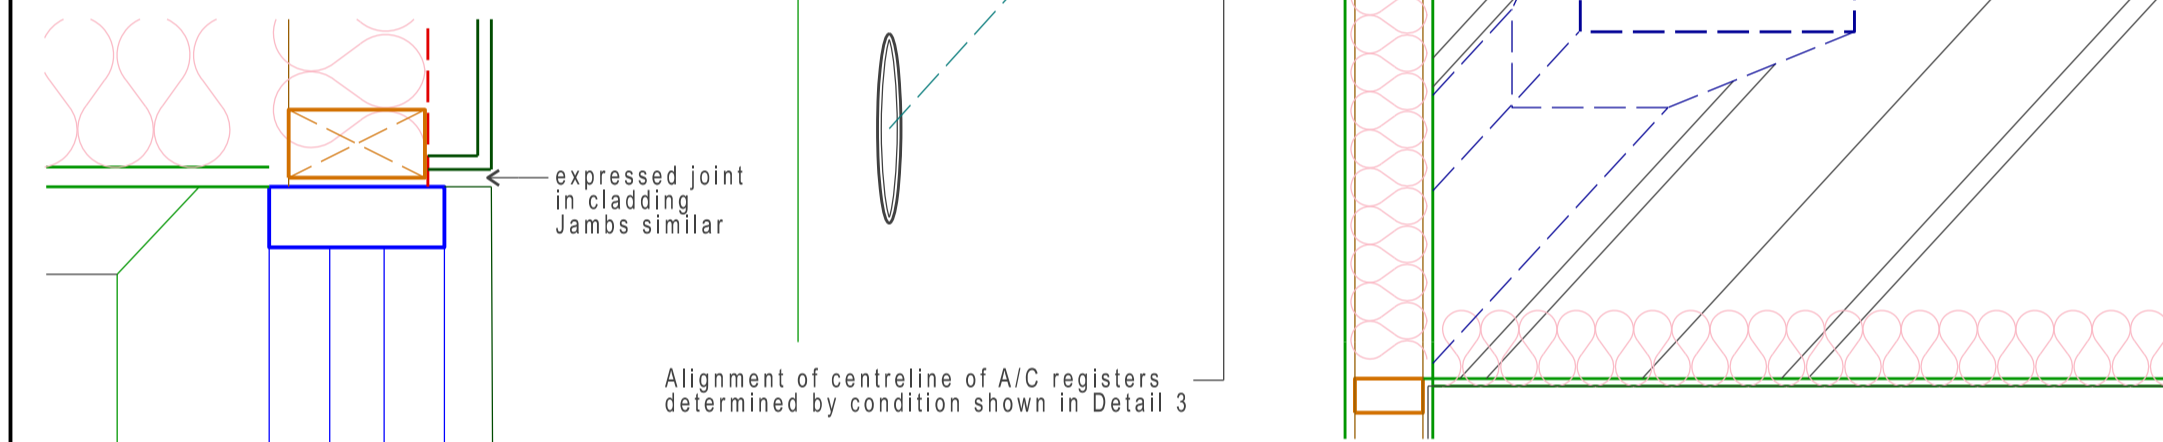 expressed joint
in cladding
Jambs similar
Alignment of centreline of A/C registers
determined by condition shown in Detail 3